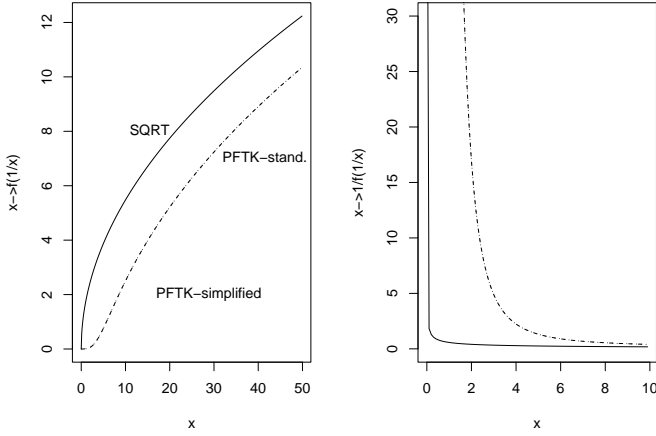 x−>f(1/x)
12
10
8
6
4
2
0
SQRT
PFTK−stand.
PFTK−simplified
0 10 20 30 40 50
x
x−>1/f(1/x)
30
25
20
15
10
5
0
0 2 4 6 8 10
x